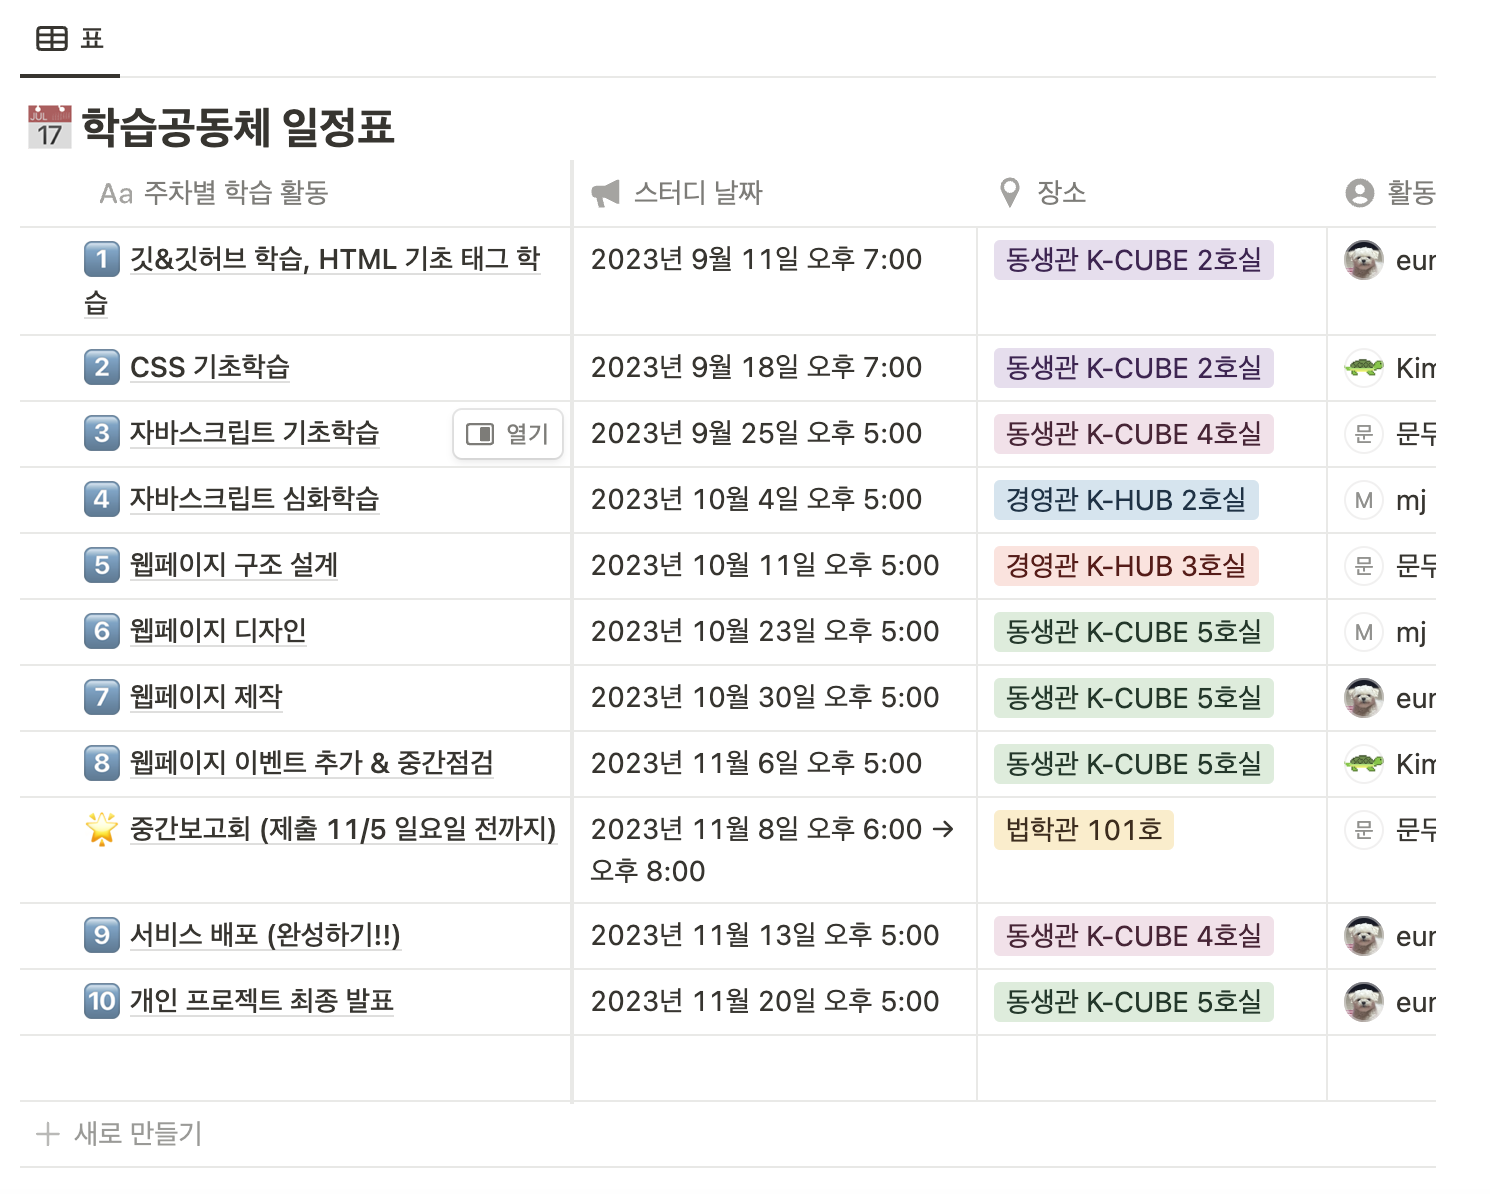 표
JUL
17
학습공동체 일정표
Aa 주차별 학습 활동 스터디 날짜 장소 활동
1 깃&깃허브 학습, HTML 기초 태그 학 2023년 9월 11일 오후 7:00 동생관 K-CUBE 2호실 eun
습
2 CSS 기초학습 2023년 9월 18일 오후 7:00 동생관 K-CUBE 2호실 Kim
3 자바스크립트 기초학습 열기 2023년 9월 25일 오후 5:00 동생관 K-CUBE 4호실 문 문두
4 자바스크립트 심화학습 2023년 10월 4일 오후 5:00 경영관 K-HUB 2호실 M mj
5 웹페이지 구조 설계 2023년 10월 11일 오후 5:00 경영관 K-HUB 3호실 문 문두
6 웹페이지 디자인 2023년 10월 23일 오후 5:00 동생관 K-CUBE 5호실 M mj
7 웹페이지 제작 2023년 10월 30일 오후 5:00 동생관 K-CUBE 5호실 eun
8 웹페이지 이벤트 추가 & 중간점검 2023년 11월 6일 오후 5:00 동생관 K-CUBE 5호실 Kim
중간보고회 (제출 11/5 일요일 전까지) 2023년 11월 8일 오후 6:00 → 법학관 101호 문 문두
오후 8:00
9 서비스 배포 (완성하기!!) 2023년 11월 13일 오후 5:00 동생관 K-CUBE 4호실 eun
10 개인 프로젝트 최종 발표 2023년 11월 20일 오후 5:00 동생관 K-CUBE 5호실 eun
새로 만들기